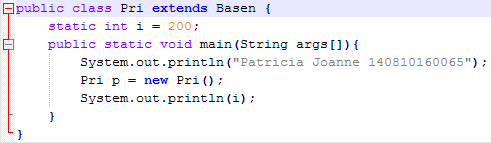 public class Pri extends Basen {
    static int i = 200;
    public static void main(String args[]){
        System.out.println("Patricia Joanne 140810160065");
        Pri p = new Pri();
        System.out.println(i);
    }
}